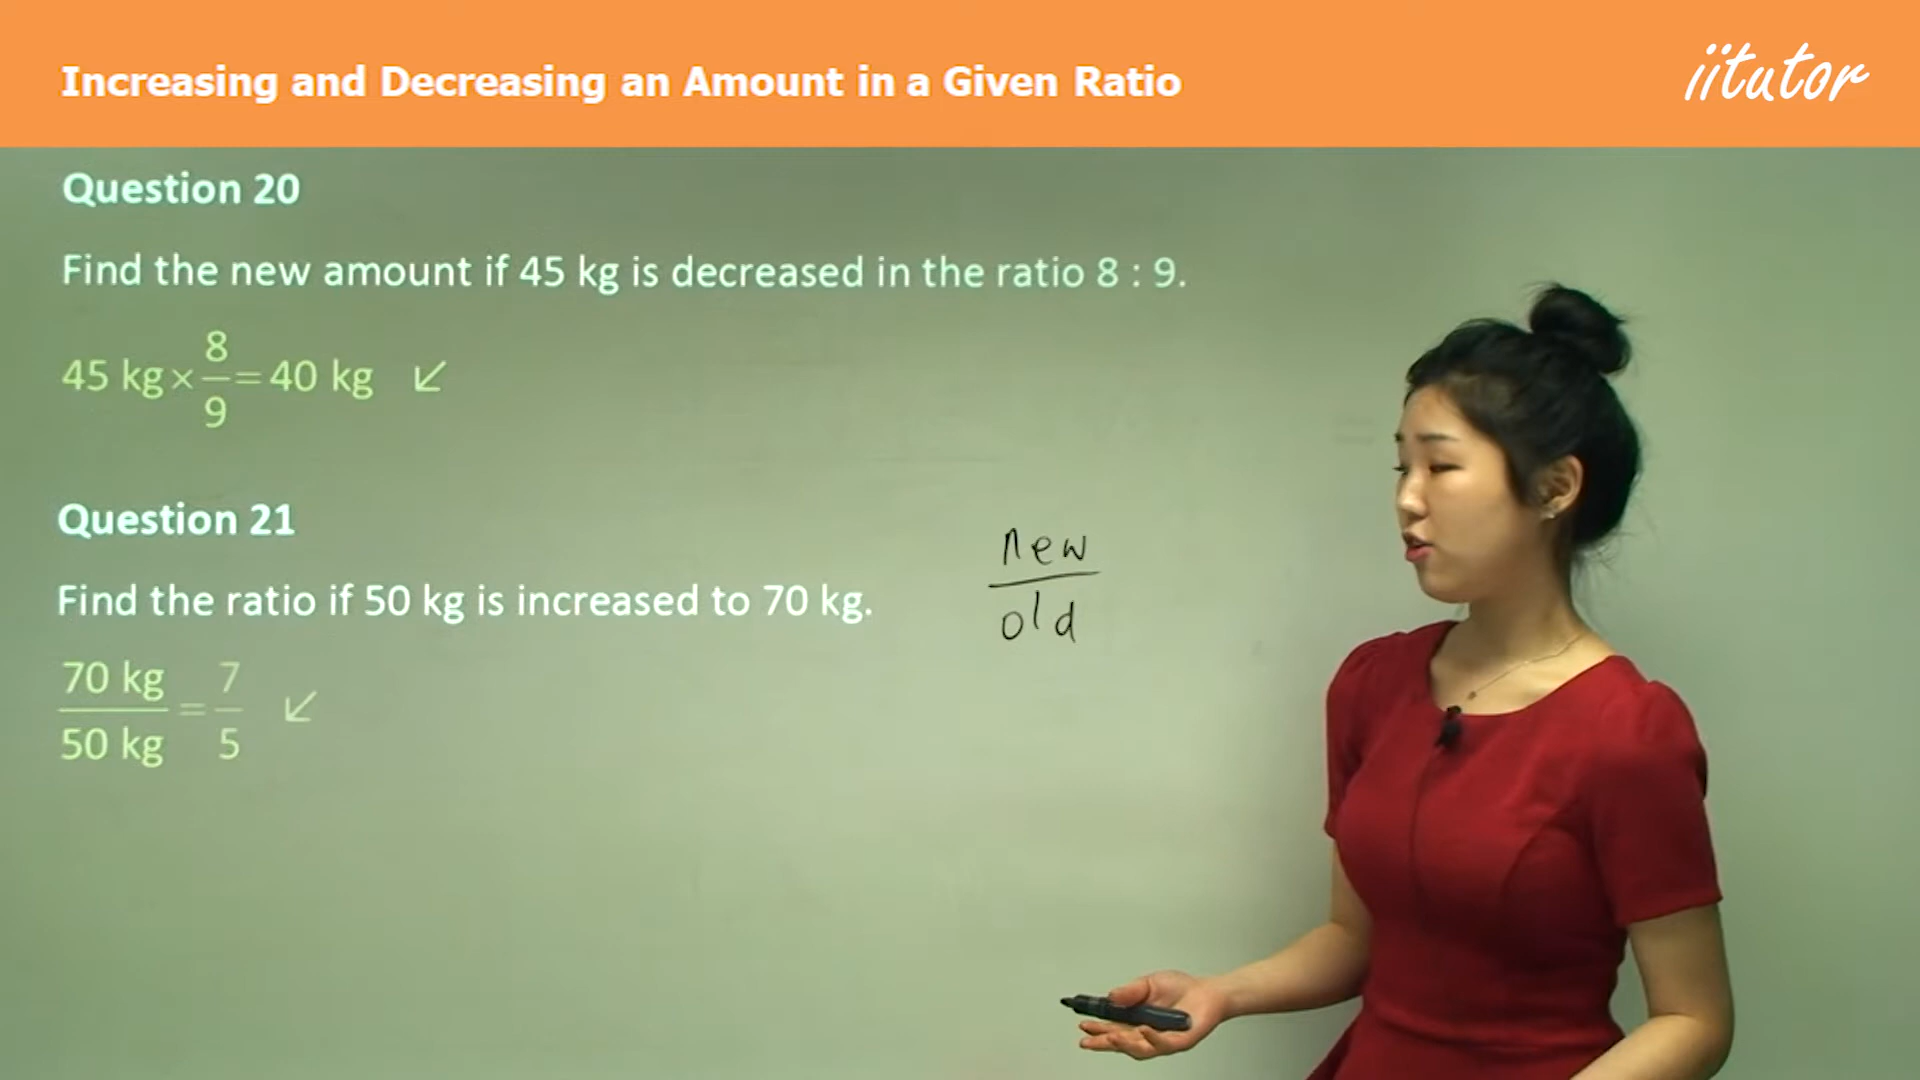 Increasing and Decreasing an Amount in a Given Ratio
iitutor
Question 20
Find the new amount if 45 kg is decreased in the ratio 8 : 9.
45 kg × 8/9 = 40 kg ↙
Question 21
Find the ratio if 50 kg is increased to 70 kg.
new
old
70 kg/50 kg = 7/5 ↙